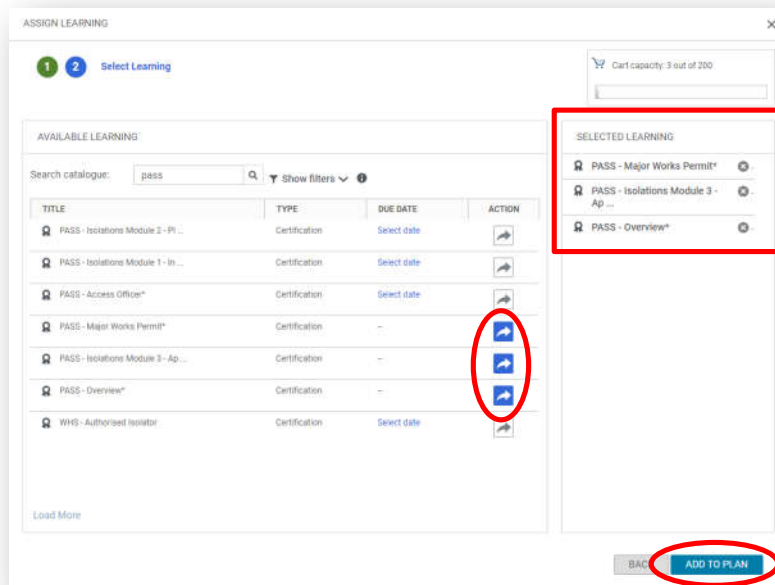 ASSIGN LEARNING
1 2 Select Learning
Cart capacity: 3 out of 200
AVAILABLE LEARNING
Search catalogue: pass Show filters
TITLE TYPE DUE DATE ACTION
PASS - Isolations Module 2 - Pl ... Certification Select date
PASS - Isolations Module 1 - In ... Certification Select date
PASS - Access Officer* Certification Select date
PASS - Major Works Permit* Certification --
PASS - Isolations Module 3 - Ap ... Certification --
PASS - Overview* Certification --
WHS - Authorised Isolator Certification Select date
Load More
SELECTED LEARNING
PASS - Major Works Permit*
PASS - Isolations Module 3 -
Ap ...
PASS - Overview*
BAC ADD TO PLAN